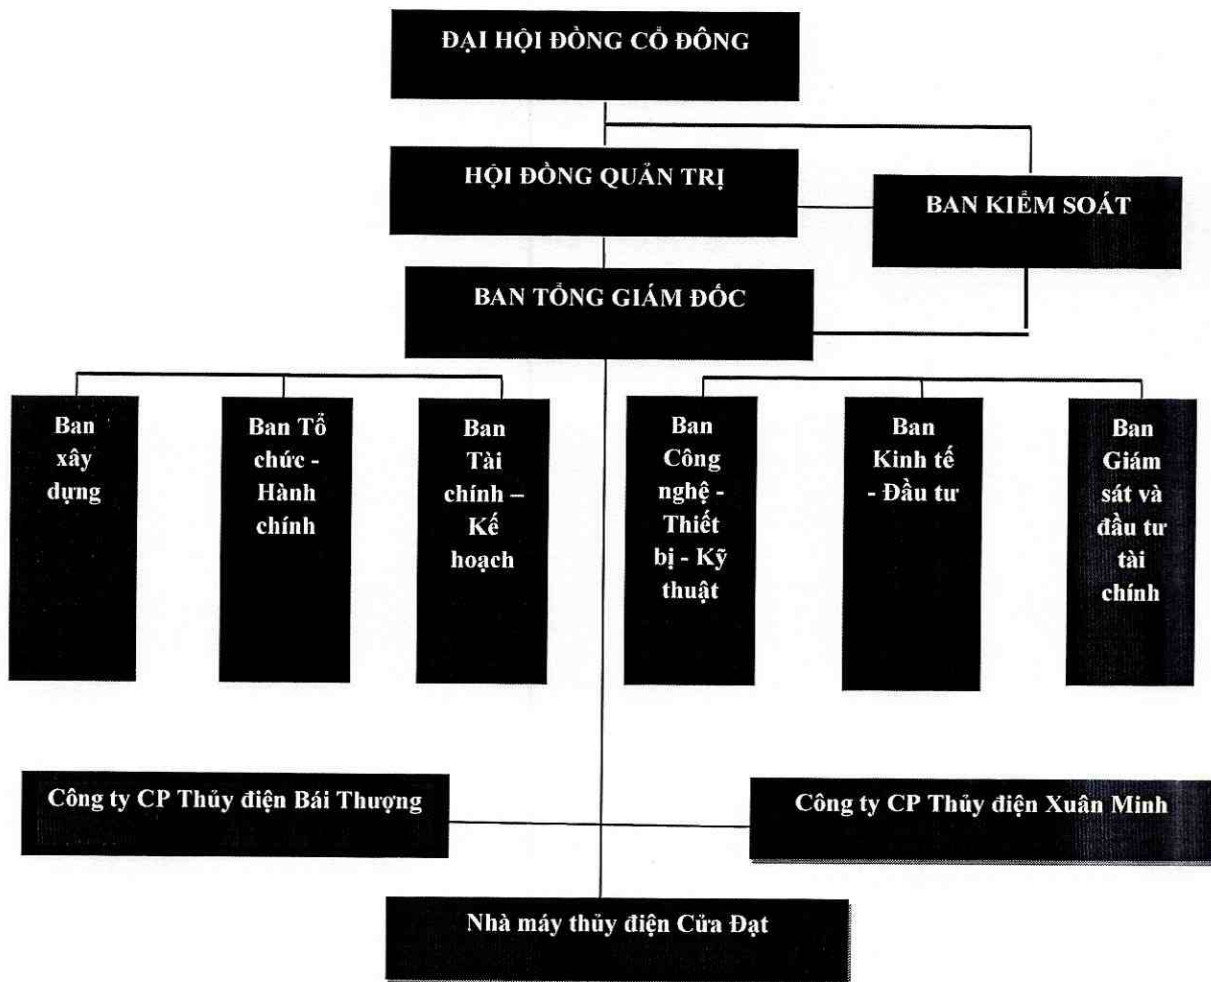 ĐẠI HỘI ĐỒNG CỔ ĐÔNG
HỘI ĐỒNG QUẢN TRỊ
BAN KIỂM SOÁT
BAN TỔNG GIÁM ĐỐC
Ban
xây
dựng
Ban Tổ
chức -
Hành
chính
Ban
Tài
chính –
Kế
hoạch
Ban
Công
nghệ -
Thiết
bị - Kỹ
thuật
Ban
Kinh tế
- Đầu tư
Ban
Giám
sát và
đầu tư
tài
chính
Công ty CP Thủy điện Bái Thượng
Công ty CP Thủy điện Xuân Minh
Nhà máy thủy điện Cửa Đạt